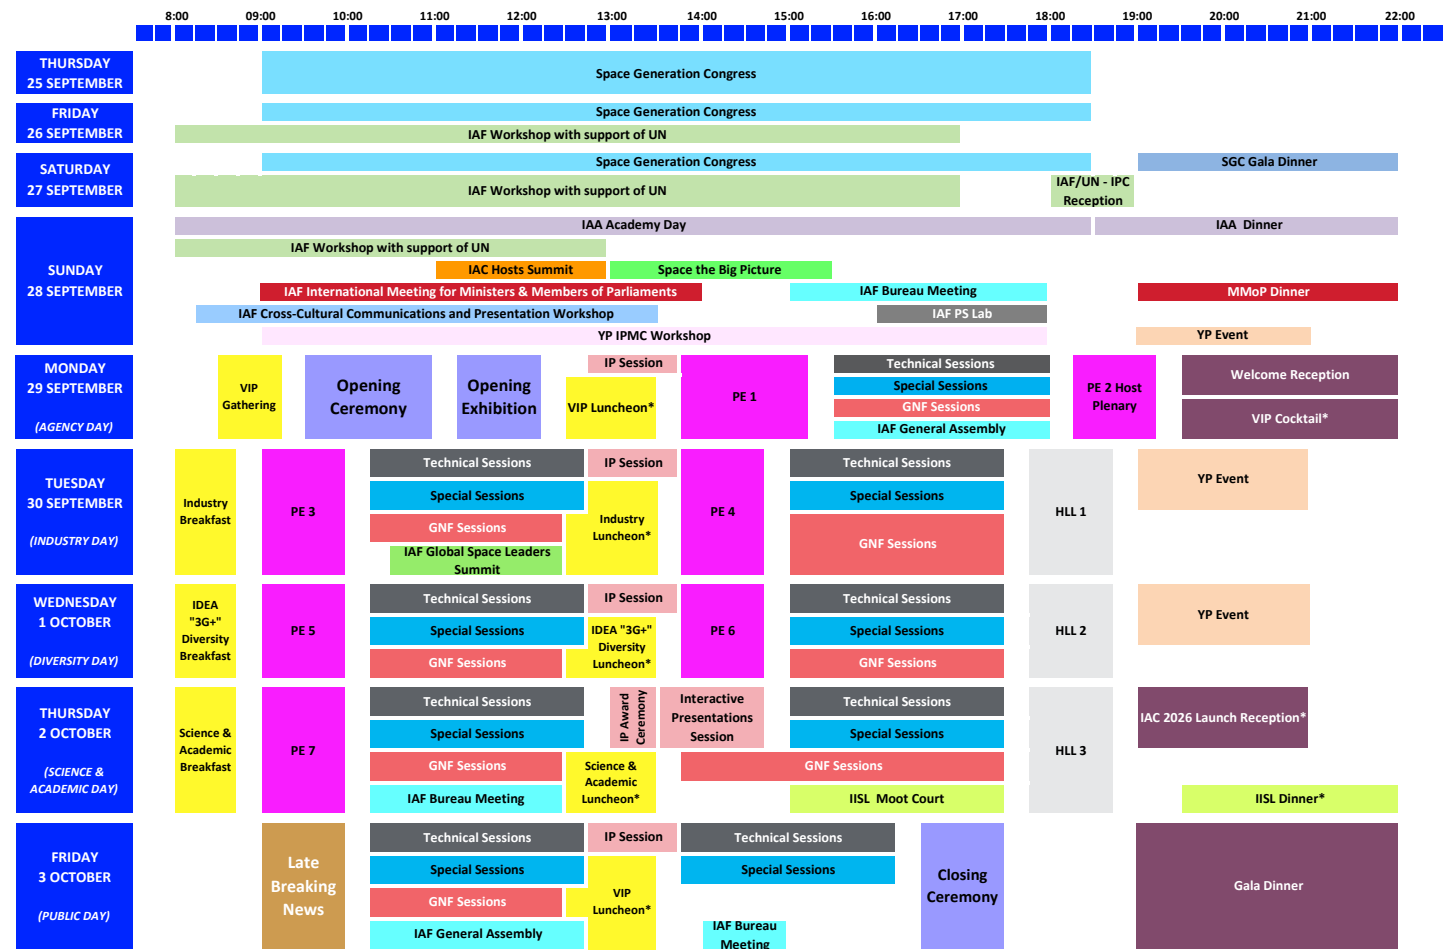 8:00 09:00 10:00 11:00 12:00 13:00 14:00 15:00 16:00 17:00 18:00 19:00 20:00 21:00 22:00
THURSDAY
25 SEPTEMBER
Space Generation Congress
FRIDAY
26 SEPTEMBER
Space Generation Congress
IAF Workshop with support of UN
SATURDAY
27 SEPTEMBER
Space Generation Congress
SGC Gala Dinner
IAF Workshop with support of UN
IAF/UN - IPC
Reception
SUNDAY
28 SEPTEMBER
IAA Academy Day
IAA Dinner
IAF Workshop with support of UN
IAC Hosts Summit
Space the Big Picture
IAF International Meeting for Ministers & Members of Parliaments
IAF Bureau Meeting
MMoP Dinner
IAF Cross-Cultural Communications and Presentation Workshop
IAF PS Lab
YP IPMC Workshop
YP Event
MONDAY
29 SEPTEMBER
(AGENCY DAY)
VIP
Gathering
Opening
Ceremony
Opening
Exhibition
IP Session
VIP Luncheon*
PE 1
Technical Sessions
Special Sessions
GNF Sessions
IAF General Assembly
PE 2 Host
Plenary
Welcome Reception
VIP Cocktail*
TUESDAY
30 SEPTEMBER
(INDUSTRY DAY)
Industry
Breakfast
PE 3
Technical Sessions
Special Sessions
GNF Sessions
IAF Global Space Leaders
Summit
IP Session
Industry
Luncheon*
PE 4
Technical Sessions
Special Sessions
GNF Sessions
HLL 1
YP Event
WEDNESDAY
1 OCTOBER
(DIVERSITY DAY)
IDEA
"3G+"
Diversity
Breakfast
PE 5
Technical Sessions
Special Sessions
GNF Sessions
IP Session
IDEA "3G+"
Diversity
Luncheon*
PE 6
Technical Sessions
Special Sessions
GNF Sessions
HLL 2
YP Event
THURSDAY
2 OCTOBER
(SCIENCE &
ACADEMIC DAY)
Science &
Academic
Breakfast
PE 7
Technical Sessions
Special Sessions
GNF Sessions
IAF Bureau Meeting
IP Award
Ceremony
Interactive
Presentations
Session
Science &
Academic
Luncheon*
Technical Sessions
Special Sessions
GNF Sessions
IISL Moot Court
HLL 3
IAC 2026 Launch Reception*
IISL Dinner*
FRIDAY
3 OCTOBER
(PUBLIC DAY)
Late
Breaking
News
Technical Sessions
Special Sessions
GNF Sessions
IAF General Assembly
IP Session
VIP
Luncheon*
Technical Sessions
Special Sessions
IAF Bureau
Meeting
Closing
Ceremony
Gala Dinner